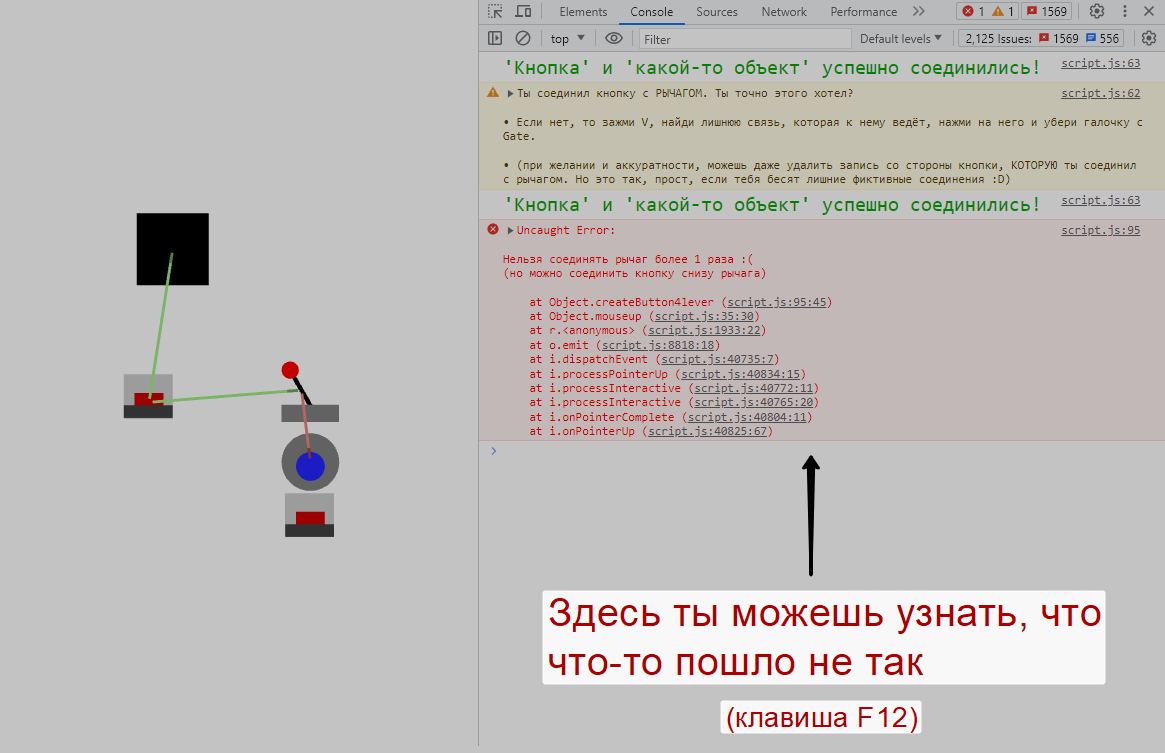 Elements Console Sources Network Performance 1 1 1569
top Filter Default levels 2,125 Issues: 1569 556
'Кнопка' и 'какой-то объект' успешно соединились! script.js:63
Ты соединил кнопку с РЫЧАГОМ. Ты точно этого хотел? script.js:62
• Если нет, то зажми V, найди лишнюю связь, которая к нему ведёт, нажми на него и убери галочку с
Gate.
• (при желании и аккуратности, можешь даже удалить запись со стороны кнопки, КОТОРУЮ ты соединил
с рычагом. Но это так, прост, если тебя бесят лишние фиктивные соединения :D)
'Кнопка' и 'какой-то объект' успешно соединились! script.js:63
Uncaught Error: script.js:95
Нельзя соединять рычаг более 1 раза :(
(но можно соединить кнопку снизу рычага)
at Object.createButton4lever (script.js:95:45)
at Object.mouseup (script.js:35:30)
at r.<anonymous> (script.js:1933:22)
at o.emit (script.js:8818:18)
at i.dispatchEvent (script.js:40735:7)
at i.processPointerUp (script.js:40834:15)
at i.processInteractive (script.js:40772:11)
at i.processInteractive (script.js:40765:20)
at i.onPointerComplete (script.js:40804:11)
at i.onPointerUp (script.js:40825:67)
Здесь ты можешь узнать, что
что-то пошло не так
(клавиша F12)